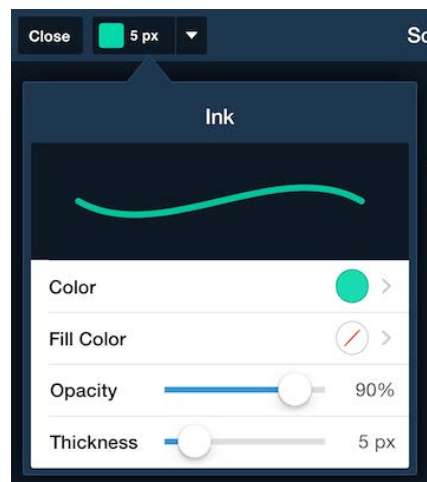 Close 5 px
Ink
Color
Fill Color
Opacity 90%
Thickness 5 px